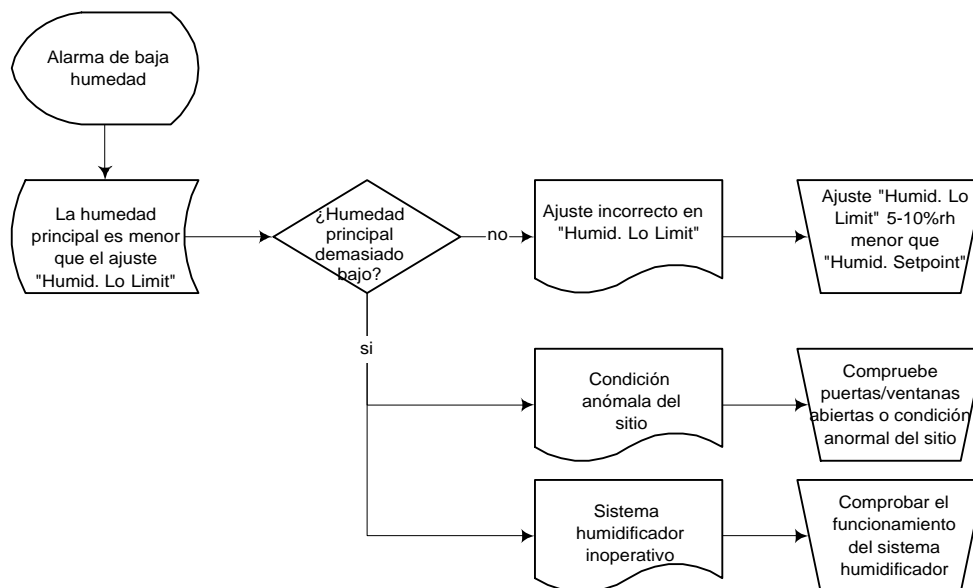 Alarma de baja
humedad
La humedad
principal es menor
que el ajuste
"Humid. Lo Limit"
¿Humedad
principal
demasiado
bajo?
no
Ajuste incorrecto en
"Humid. Lo Limit"
Ajuste "Humid. Lo
Limit" 5-10%rh
menor que
"Humid. Setpoint"
si
Condición
anómala del
sitio
Compruebe
puertas/ventanas
abiertas o condición
anormal del sitio
Sistema
humidificador
inoperativo
Comprobar el
funcionamiento
del sistema
humidificador